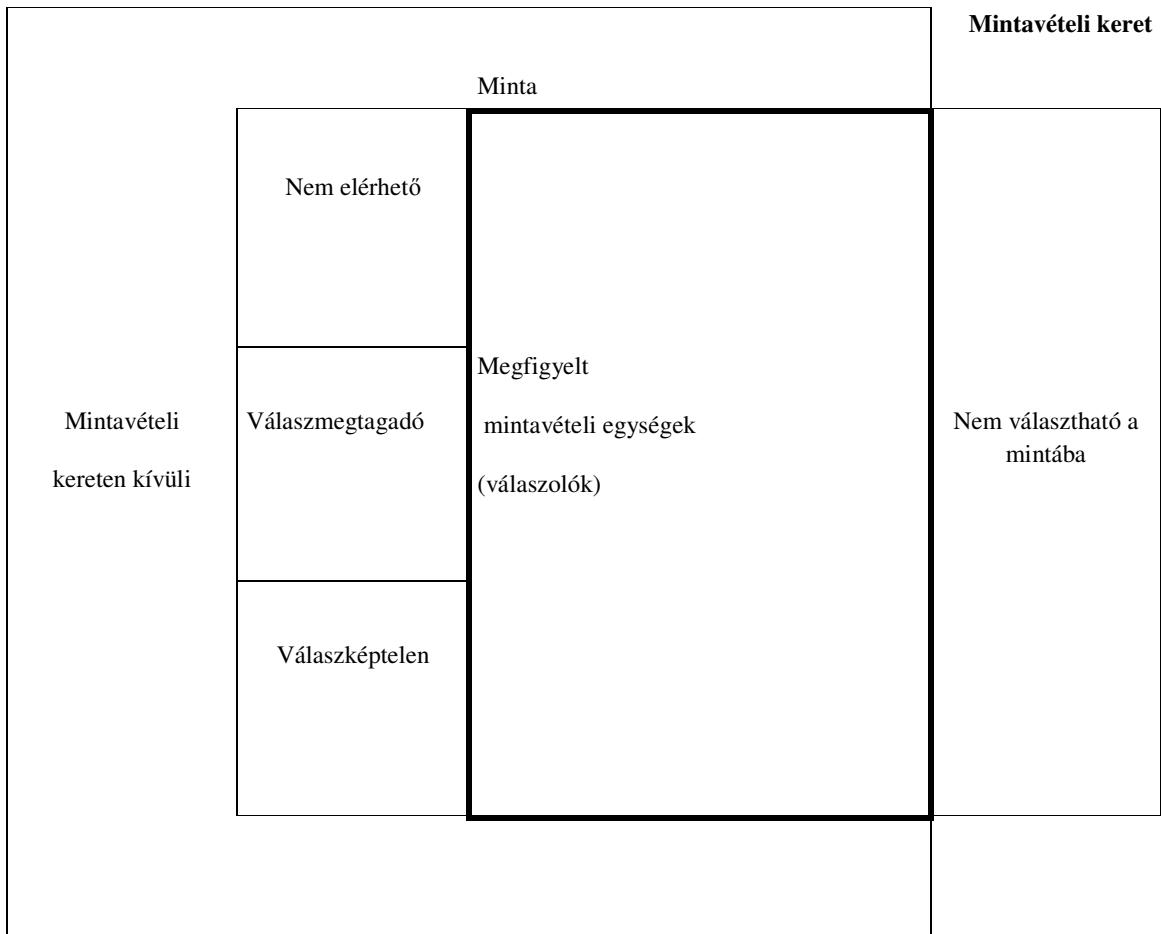 Mintavételi keret
Minta
Nem elérhető
Megfigyelt
mintavételi egységek
(válaszolók)
Mintavételi
kereten kívüli
Válaszmegtagadó
Nem választható a
mintába
Válaszképtelen